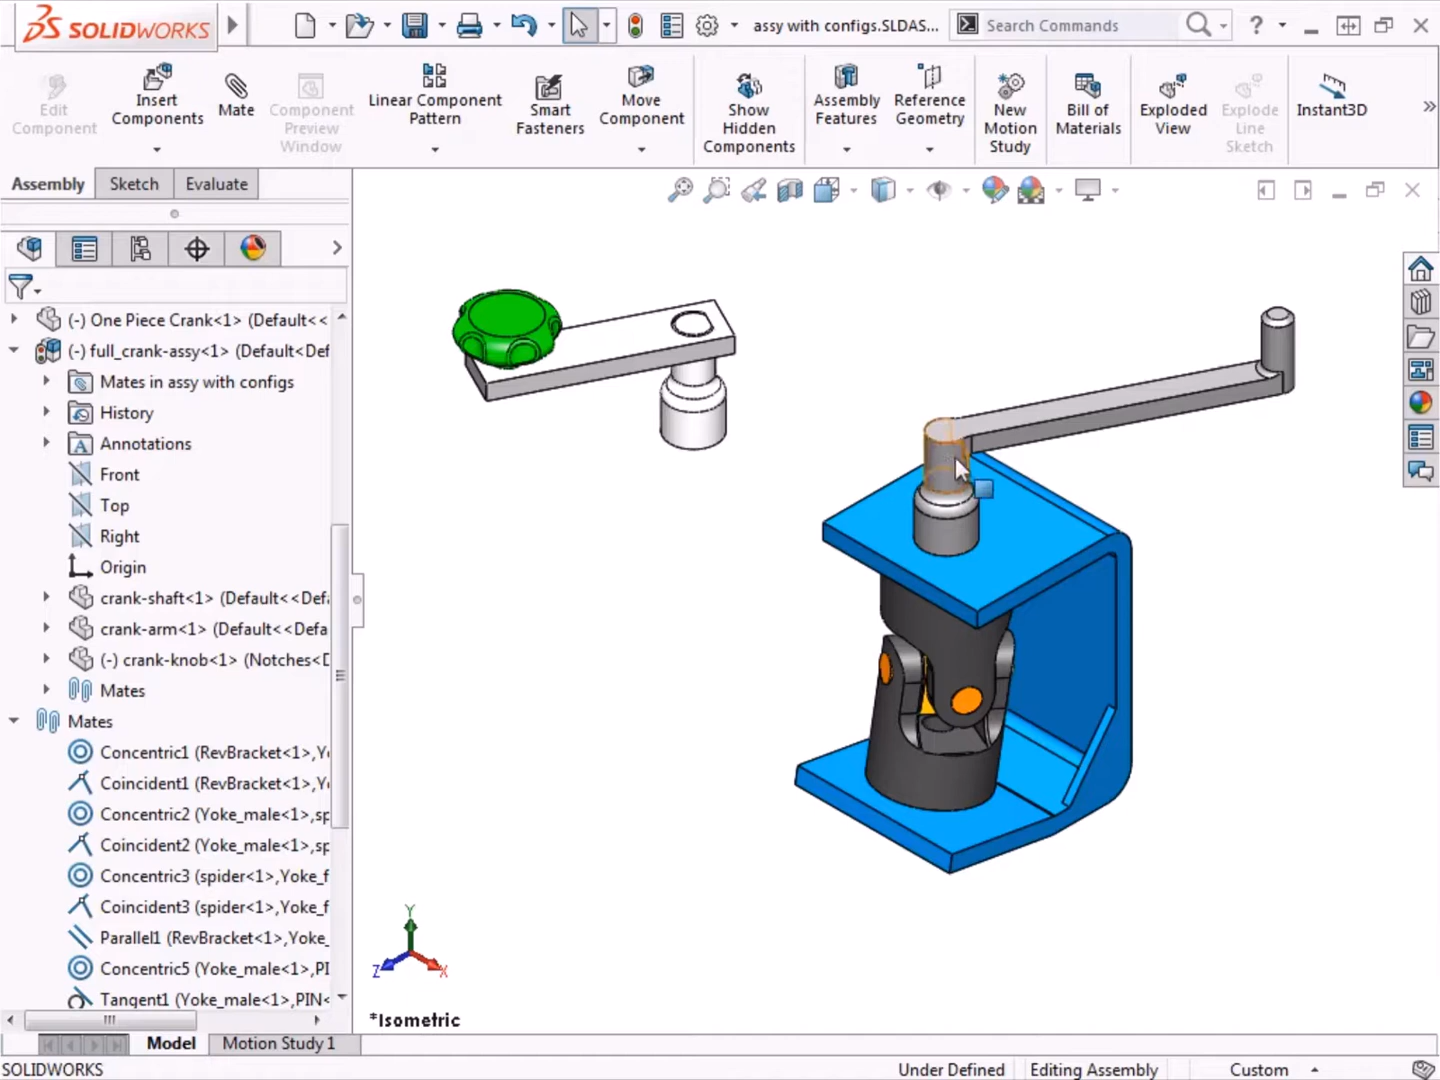 SOLIDWORKS
assy with configs.SLDAS...
Search Commands
?
Edit
Component
Insert
Components
Mate
Component
Preview
Window
Linear Component
Pattern
Smart
Fasteners
Move
Component
Show
Hidden
Components
Assembly
Features
Reference
Geometry
New
Motion
Study
Bill of
Materials
Exploded
View
Explode
Line
Sketch
Instant3D
Assembly
Sketch
Evaluate
(-) One Piece Crank<1> (Default<<
(-) full_crank-assy<1> (Default<Def
Mates in assy with configs
History
Annotations
Front
Top
Right
Origin
crank-shaft<1> (Default<<Defa
crank-arm<1> (Default<<Defa
(-) crank-knob<1> (Notches<D
Mates
Mates
Concentric1 (RevBracket<1>,Yo
Coincident1 (RevBracket<1>,Yo
Concentric2 (Yoke_male<1>,sp
Coincident2 (Yoke_male<1>,sp
Concentric3 (spider<1>,Yoke_f
Coincident3 (spider<1>,Yoke_f
Parallel1 (RevBracket<1>,Yoke_
Concentric5 (Yoke_male<1>,PI
Tangent1 (Yoke_male<1>,PIN<
Y
Z
X
*Isometric
Model
Motion Study 1
SOLIDWORKS
Under Defined
Editing Assembly
Custom